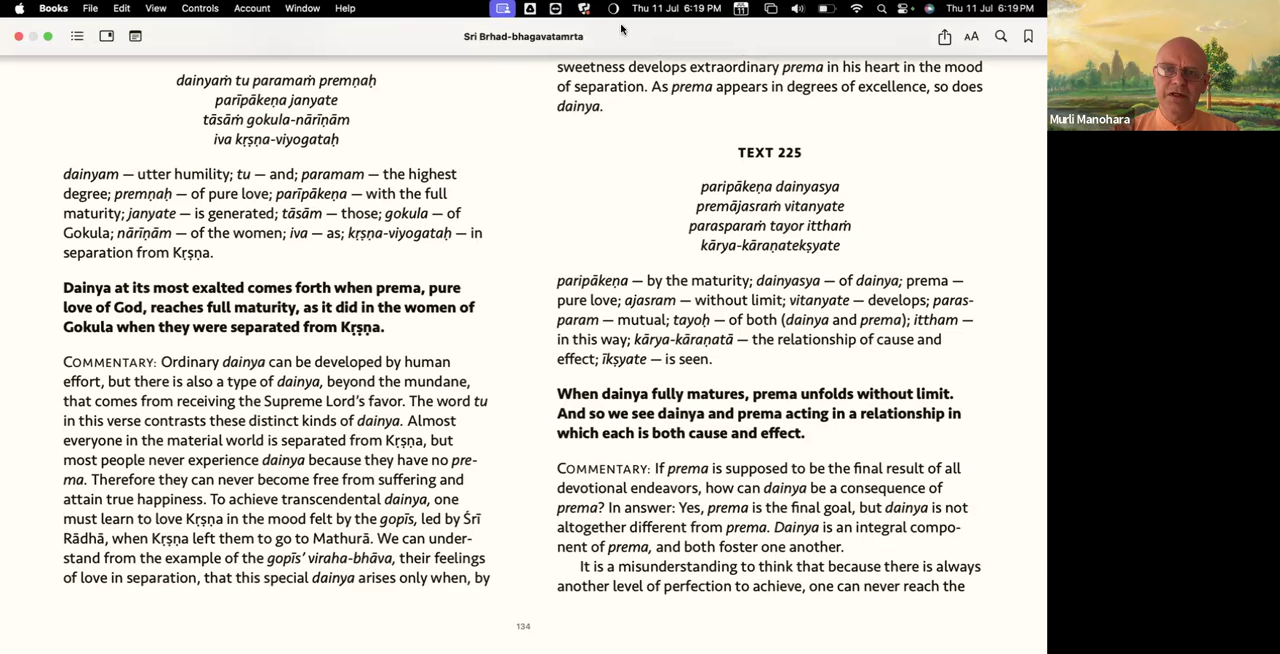 Books File Edit View Controls Account Window Help Thu 11 Jul 6:19 PM 11 Thu 11 Jul 6:19 PM
Sri Brhad-bhagavatamrta
AA
dainyaṁ tu paramaṁ premṇaḥ
parīpākeṇa janyate
tāsāṁ gokula-nārīṇām
iva kṛṣṇa-viyogataḥ
dainyam — utter humility; tu — and; paramam — the highest
degree; premṇaḥ — of pure love; parīpākeṇa — with the full
maturity; janyate — is generated; tāsām — those; gokula — of
Gokula; nārīṇām — of the women; iva — as; kṛṣṇa-viyogataḥ — in
separation from Kṛṣṇa.
Dainya at its most exalted comes forth when prema, pure
love of God, reaches full maturity, as it did in the women of
Gokula when they were separated from Kṛṣṇa.
COMMENTARY: Ordinary dainya can be developed by human
effort, but there is also a type of dainya, beyond the mundane,
that comes from receiving the Supreme Lord's favor. The word tu
in this verse contrasts these distinct kinds of dainya. Almost
everyone in the material world is separated from Kṛṣṇa, but
most people never experience dainya because they have no pre-
ma. Therefore they can never become free from suffering and
attain true happiness. To achieve transcendental dainya, one
must learn to love Kṛṣṇa in the mood felt by the gopīs, led by Śrī
Rādhā, when Kṛṣṇa left them to go to Mathurā. We can under-
stand from the example of the gopīs' viraha-bhāva, their feelings
of love in separation, that this special dainya arises only when, by
sweetness develops extraordinary prema in his heart in the mood
of separation. As prema appears in degrees of excellence, so does
dainya.
TEXT 225
paripākeṇa dainyasya
premājasraṁ vitanyate
parasparaṁ tayor itthaṁ
kārya-kāraṇatekṣyate
paripākeṇa — by the maturity; dainyasya — of dainya; prema —
pure love; ajasram — without limit; vitanyate — develops; paras-
param — mutual; tayoḥ — of both (dainya and prema); ittham —
in this way; kārya-kāraṇatā — the relationship of cause and
effect; īkṣyate — is seen.
When dainya fully matures, prema unfolds without limit.
And so we see dainya and prema acting in a relationship in
which each is both cause and effect.
COMMENTARY: If prema is supposed to be the final result of all
devotional endeavors, how can dainya be a consequence of
prema? In answer: Yes, prema is the final goal, but dainya is not
altogether different from prema. Dainya is an integral compo-
nent of prema, and both foster one another.
It is a misunderstanding to think that because there is always
another level of perfection to achieve, one can never reach the
134
Murli Manohara